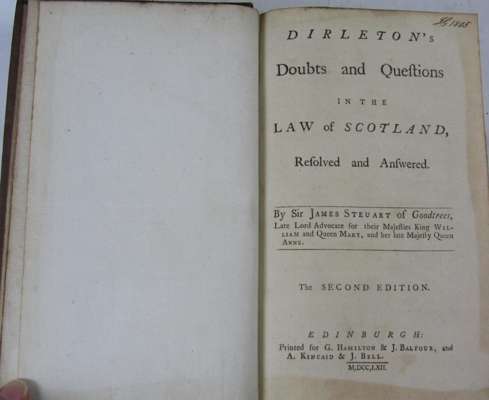 DIRLETON's
Doubts and Queſtions
IN THE
LAW of SCOTLAND,
Reſolved and Anſwered.
By Sir JAMES STEUART of Goodtrees,
Late Lord Advocate for their Majeſties King WIL-
LIAM and Queen MARY, and her late Majeſty Queen
ANNE.
The SECOND EDITION.
EDINBURGH:
Printed for G. HAMILTON & J. BALFOUR, and
A. KINCAID & J. BELL.
M,DCC,LXII.